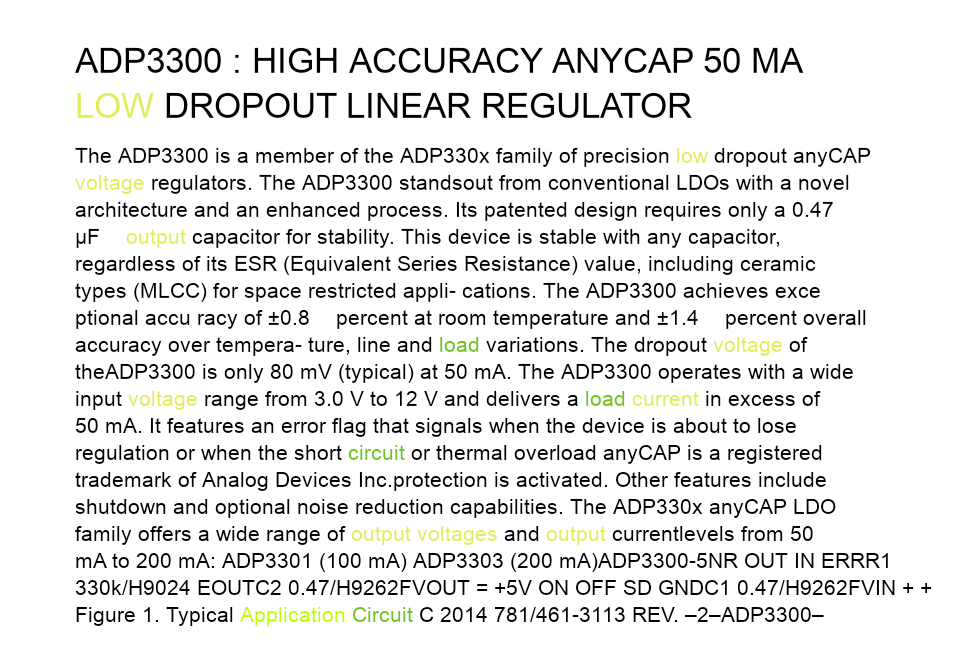 ADP3300 : HIGH ACCURACY ANYCAP 50 MA
LOW DROPOUT LINEAR REGULATOR
The ADP3300 is a member of the ADP330x family of precision low dropout anyCAP
voltage regulators. The ADP3300 standsout from conventional LDOs with a novel
architecture and an enhanced process. Its patented design requires only a 0.47
µF output capacitor for stability. This device is stable with any capacitor,
regardless of its ESR (Equivalent Series Resistance) value, including ceramic
types (MLCC) for space restricted appli- cations. The ADP3300 achieves exce
ptional accu racy of ±0.8 percent at room temperature and ±1.4 percent overall
accuracy over tempera- ture, line and load variations. The dropout voltage of
theADP3300 is only 80 mV (typical) at 50 mA. The ADP3300 operates with a wide
input voltage range from 3.0 V to 12 V and delivers a load current in excess of
50 mA. It features an error flag that signals when the device is about to lose
regulation or when the short circuit or thermal overload anyCAP is a registered
trademark of Analog Devices Inc.protection is activated. Other features include
shutdown and optional noise reduction capabilities. The ADP330x anyCAP LDO
family offers a wide range of output voltages and output currentlevels from 50
mA to 200 mA: ADP3301 (100 mA) ADP3303 (200 mA)ADP3300-5NR OUT IN ERRR1
330k/H9024 EOUTC2 0.47/H9262FVOUT = +5V ON OFF SD GNDC1 0.47/H9262FVIN + +
Figure 1. Typical Application Circuit C 2014 781/461-3113 REV. –2–ADP3300–